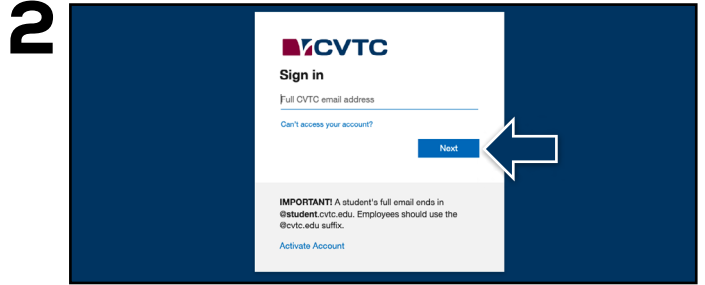 2
CVTC
Sign in
Full CVTC email address
Can't access your account?
Next
IMPORTANT! A student's full email ends in
@student.cvtc.edu. Employees should use the
@cvtc.edu suffix.
Activate Account